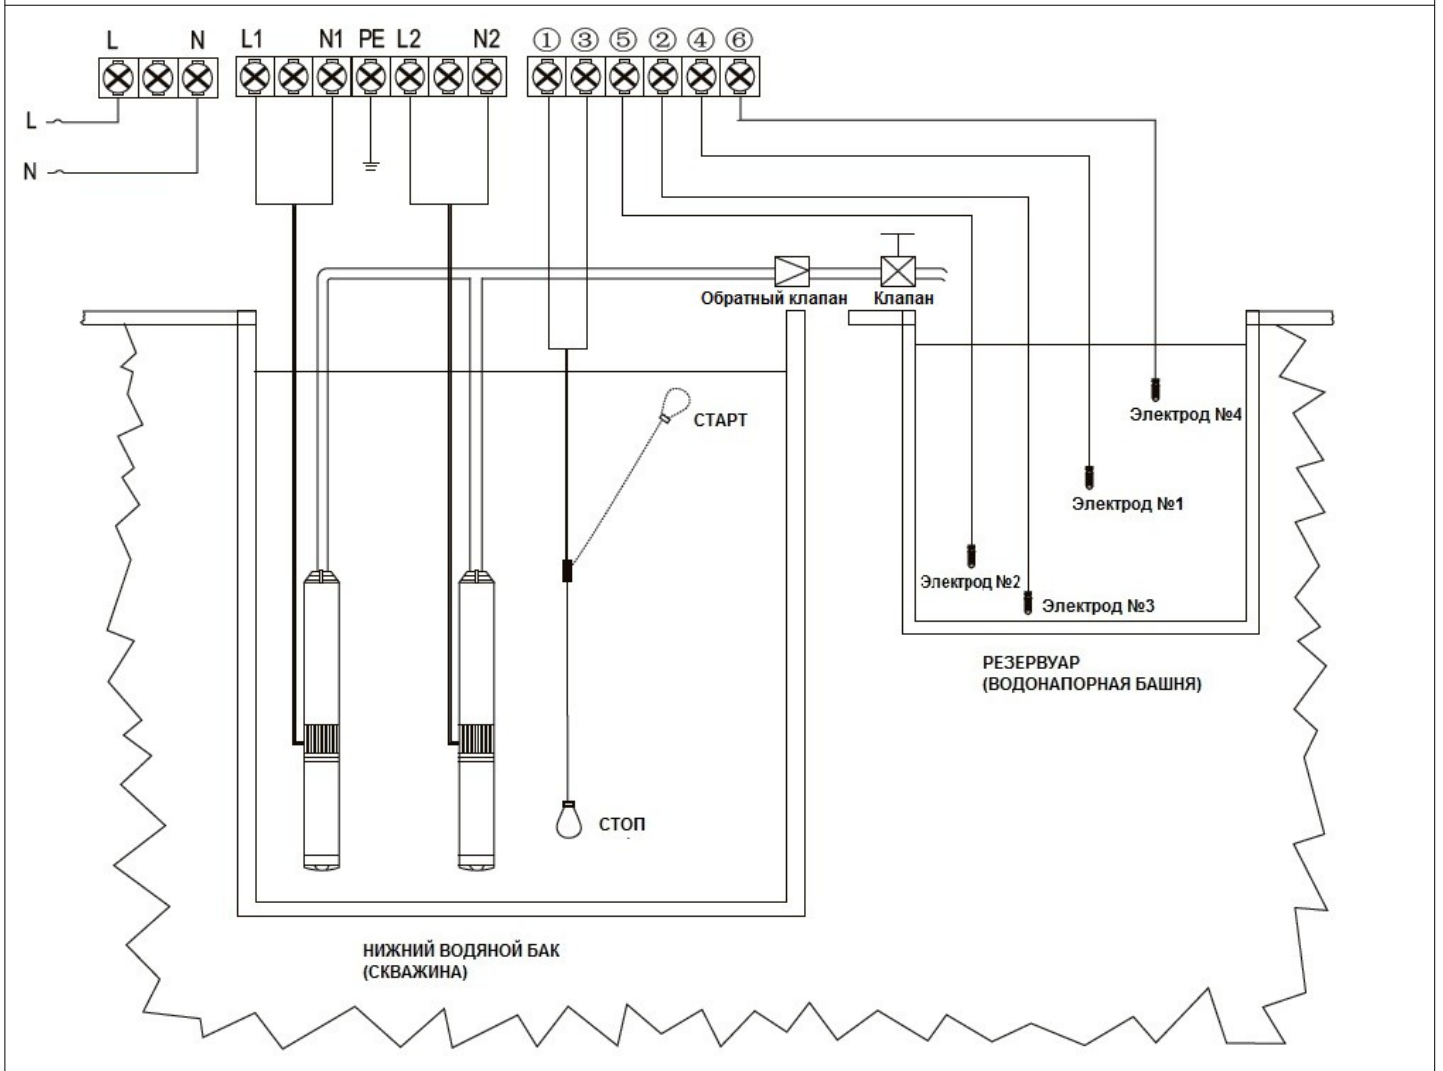 L N L1 N1 PE L2 N2 ① ③ ⑤ ② ④ ⑥
L
N
Обратный клапан Клапан
СТАРТ
Электрод №4
Электрод №1
Электрод №2
Электрод №3
РЕЗЕРВУАР
(ВОДОНАПОРНАЯ БАШНЯ)
СТОП
НИЖНИЙ ВОДЯНОЙ БАК
(СКВАЖИНА)